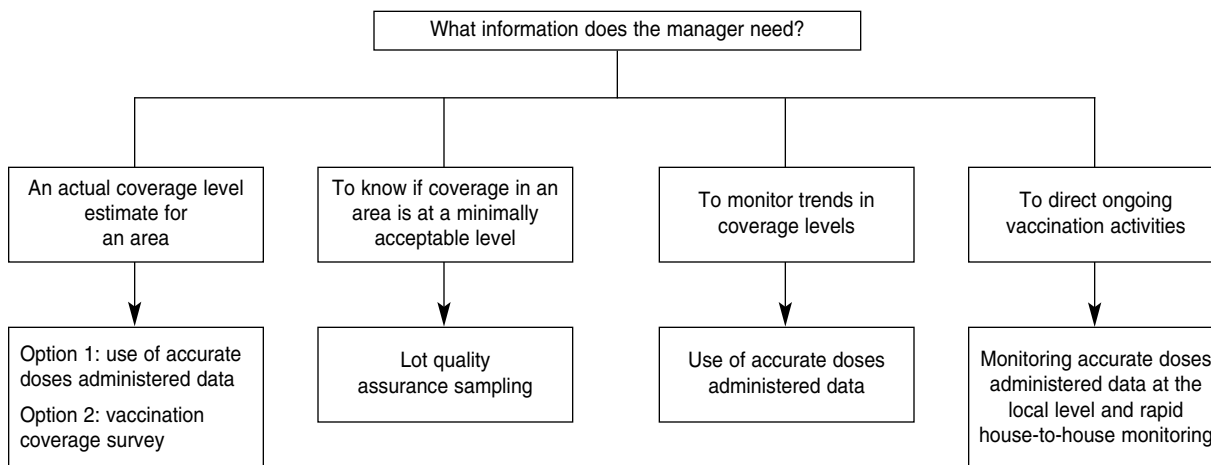 What information does the manager need?
An actual coverage level
estimate for
an area
To know if coverage in an
area is at a minimally
acceptable level
To monitor trends in
coverage levels
To direct ongoing
vaccination activities
Option 1: use of accurate
doses administered data
Option 2: vaccination
coverage survey
Lot quality
assurance sampling
Use of accurate doses
administered data
Monitoring accurate doses
administered data at the
local level and rapid
house-to-house monitoring